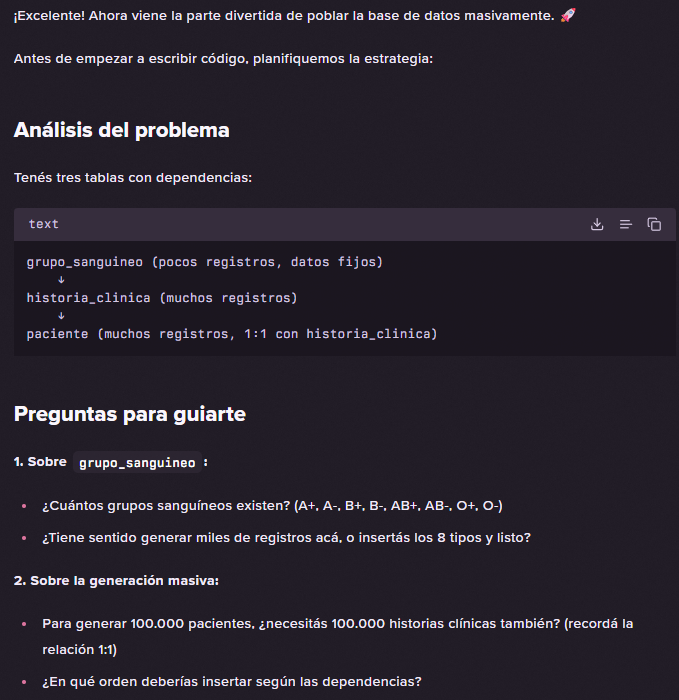 ¡Excelente! Ahora viene la parte divertida de poblar la base de datos masivamente. 🚀
Antes de empezar a escribir código, planifiquemos la estrategia:
Análisis del problema
Tenés tres tablas con dependencias:
text
grupo_sanguineo (pocos registros, datos fijos)
↓
historia_clinica (muchos registros)
↓
paciente (muchos registros, 1:1 con historia_clinica)
Preguntas para guiarte
1. Sobre grupo_sanguineo :
• ¿Cuántos grupos sanguíneos existen? (A+, A-, B+, B-, AB+, AB-, O+, O-)
• ¿Tiene sentido generar miles de registros acá, o insertás los 8 tipos y listo?
2. Sobre la generación masiva:
• Para generar 100.000 pacientes, ¿necesitás 100.000 historias clínicas también? (recordá la
relación 1:1)
• ¿En qué orden deberías insertar según las dependencias?